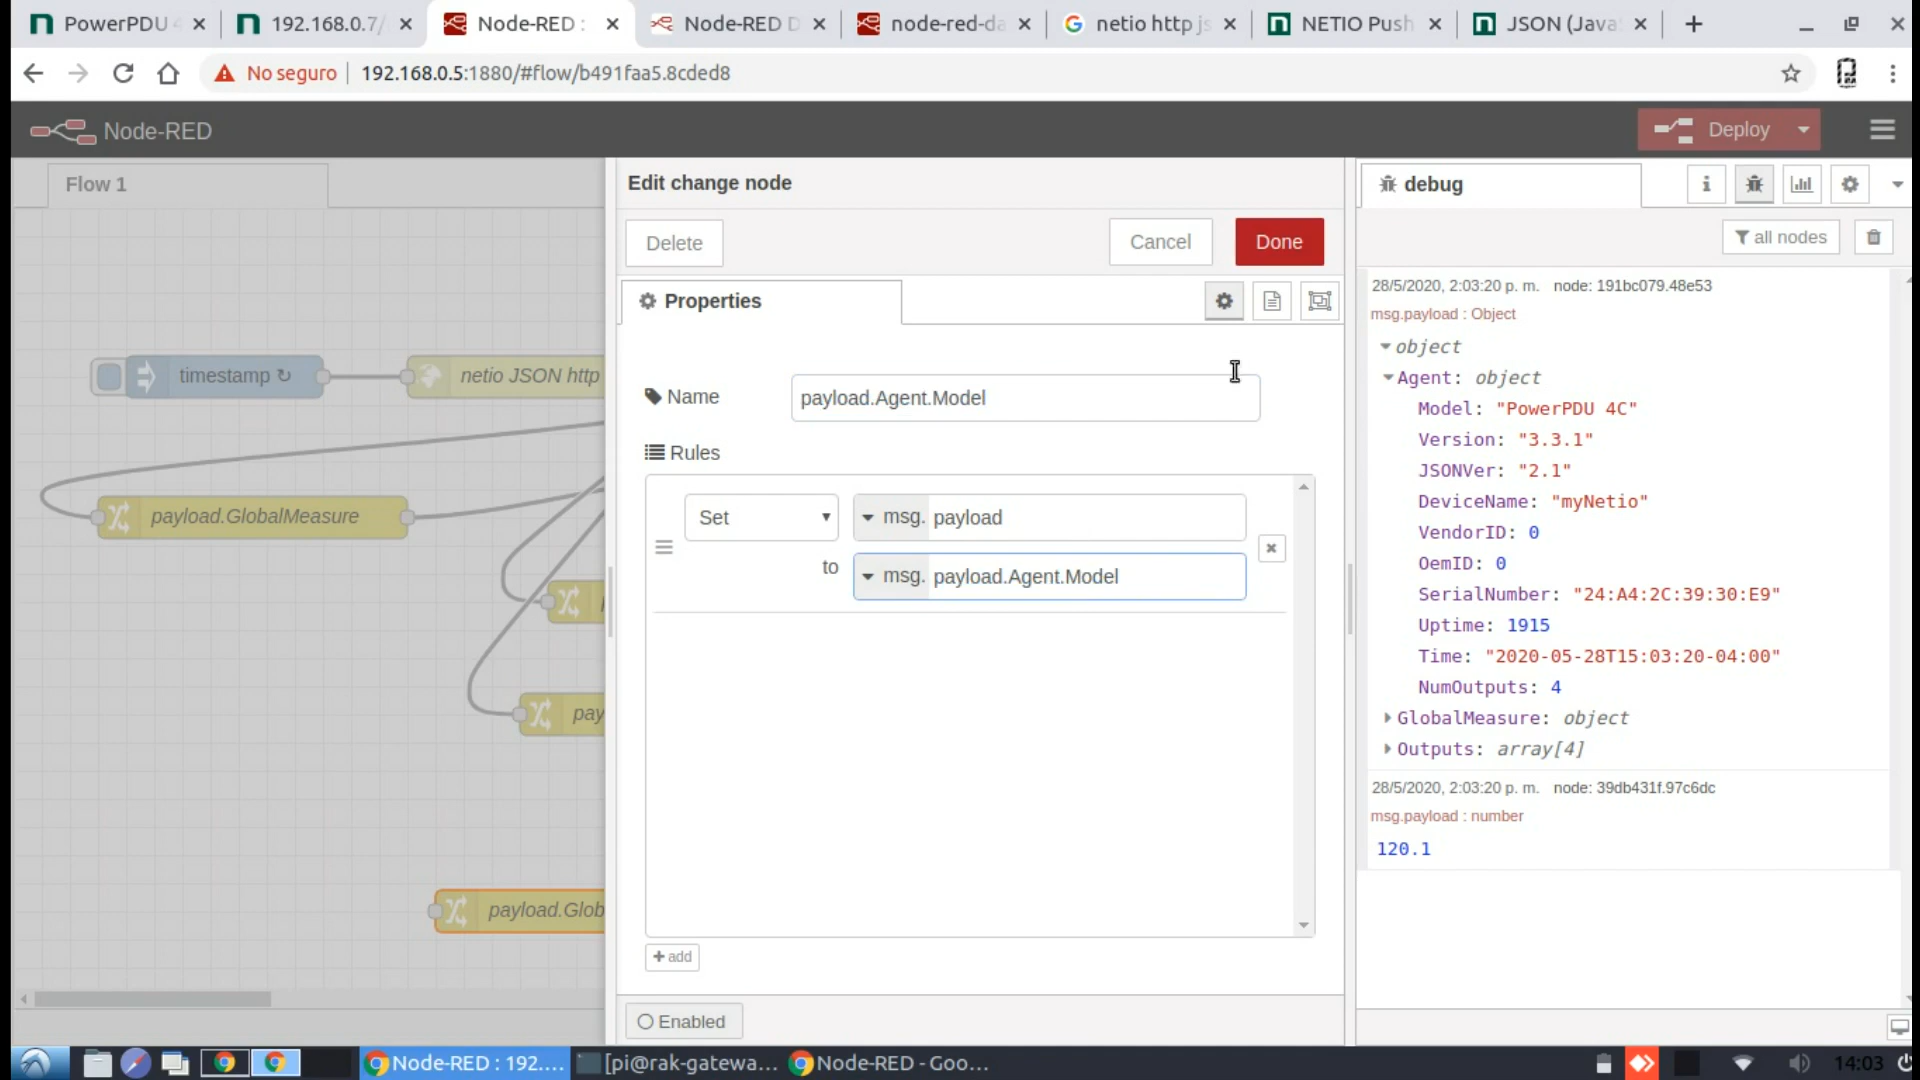 PowerPDU 4
192.168.0.7/
Node-RED :
Node-RED D
node-red-da
netio http js
NETIO Push
JSON (Java
No seguro
192.168.0.5:1880/#flow/b491faa5.8cded8
Node-RED
Deploy
Flow 1
timestamp ↻
netio JSON http
payload.GlobalMeasure
pay
payload.Glob
Edit change node
Delete
Cancel
Done
Properties
Name
payload.Agent.Model
Rules
Set
msg. payload
to
msg. payload.Agent.Model
+ add
Enabled
debug
all nodes
28/5/2020, 2:03:20 p. m. node: 191bc079.48e53
msg.payload : Object
object
Agent: object
Model: "PowerPDU 4C"
Version: "3.3.1"
JSONVer: "2.1"
DeviceName: "myNetio"
VendorID: 0
OemID: 0
SerialNumber: "24:A4:2C:39:30:E9"
Uptime: 1915
Time: "2020-05-28T15:03:20-04:00"
NumOutputs: 4
GlobalMeasure: object
Outputs: array[4]
28/5/2020, 2:03:20 p. m. node: 39db431f.97c6dc
msg.payload : number
120.1
Node-RED : 192....
[pi@rak-gatewa...
Node-RED - Goo...
14:03